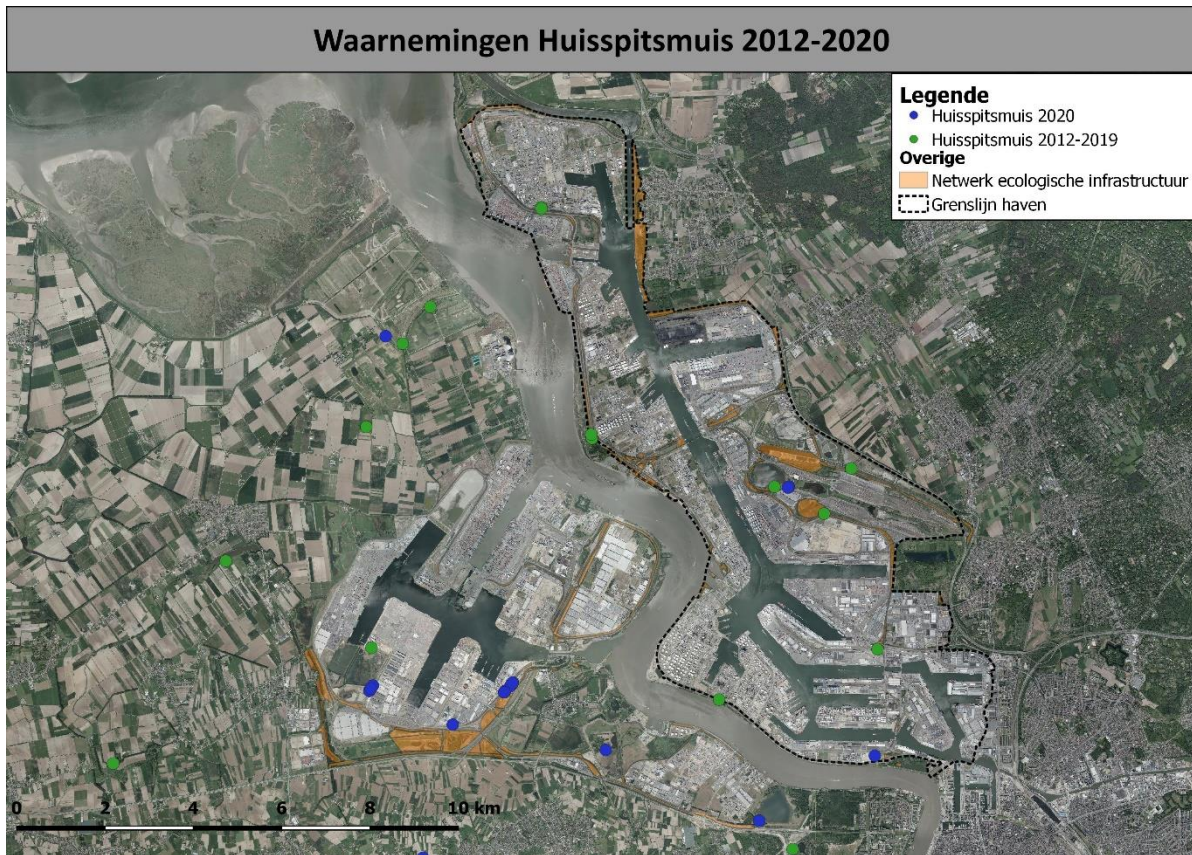 Waarnemingen Huisspitsmuis 2012-2020
Legende
Huisspitsmuis 2020
Huisspitsmuis 2012-2019
Overige
Netwerk ecologische infrastructuur
Grenslijn haven
0 2 4 6 8 10 km